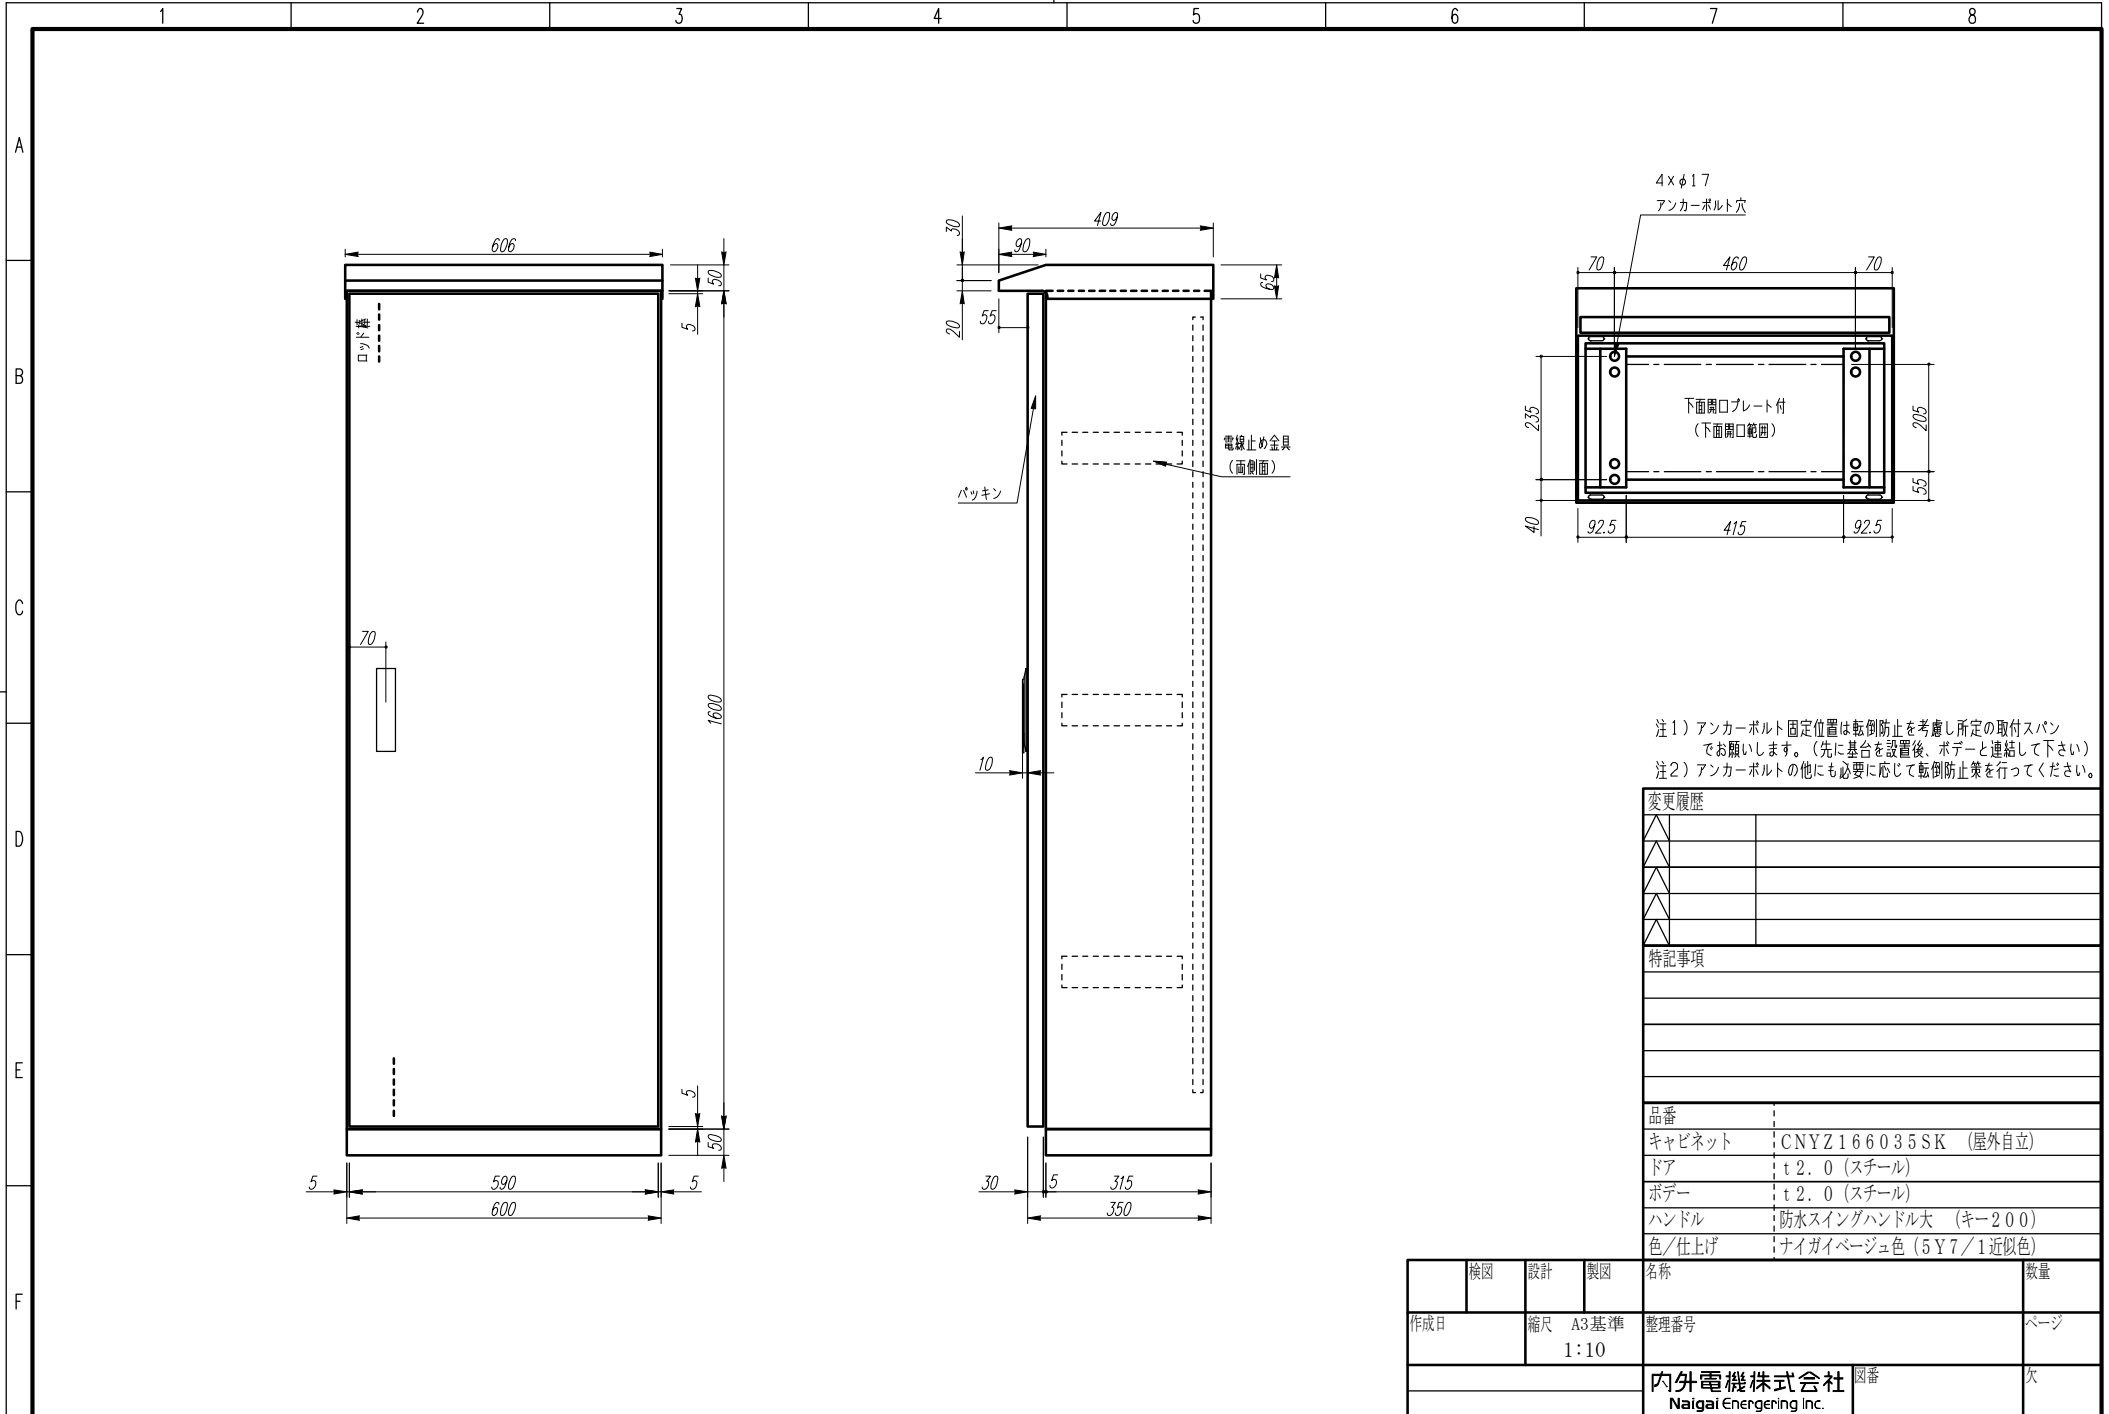 1
2
3
4
5
6
7
8
A
B
C
D
E
F
606
50
5
ロッド棒
70
1600
5
50
5
590
5
600
409
30
90
65
20
55
電線止め金具
(両側面)
パッキン
10
30
5
315
350
4×φ17
アンカーボルト穴
70
460
70
235
下面開口プレート付
(下面開口範囲)
205
55
40
92.5
415
92.5
注1)アンカーボルト固定位置は転倒防止を考慮し所定の取付スパン
でお願いします。(先に基台を設置後、ボデーと連結して下さい)
注2)アンカーボルトの他にも必要に応じて転倒防止策を行ってください。
変更履歴
特記事項
品番
キャビネット CNYZ166035SK (屋外自立)
ドア t2.0(スチール)
ボデー t2.0(スチール)
ハンドル 防水スイングハンドル大 (キー200)
色/仕上げ ナイガイベージュ色(5Y7/1近似色)
検図 設計 製図 名称 数量
作成日 縮尺 A3基準 整理番号 ページ
1:10
内外電機株式会社 図番 欠
Naigai Energering Inc.